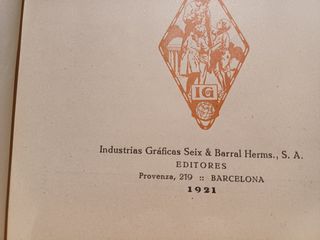 IG
Industrias Gráficas Seix & Barral Herms., S. A.
EDITORES
Provenza, 219 :: BARCELONA
1921